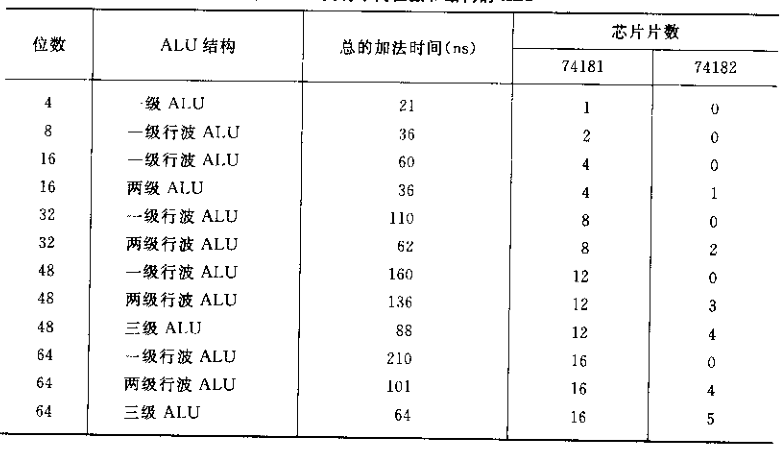 位数 ALU 结构 总的加法时间(ns) 芯片片数
74181 74182
4 一级 ALU 21 1 0
8 一级行波 ALU 36 2 0
16 一级行波 ALU 60 4 0
16 两级 ALU 36 4 1
32 一级行波 ALU 110 8 0
32 两级行波 ALU 62 8 2
48 一级行波 ALU 160 12 0
48 两级行波 ALU 136 12 3
48 三级 ALU 88 12 4
64 一级行波 ALU 210 16 0
64 两级行波 ALU 101 16 4
64 三级 ALU 64 16 5